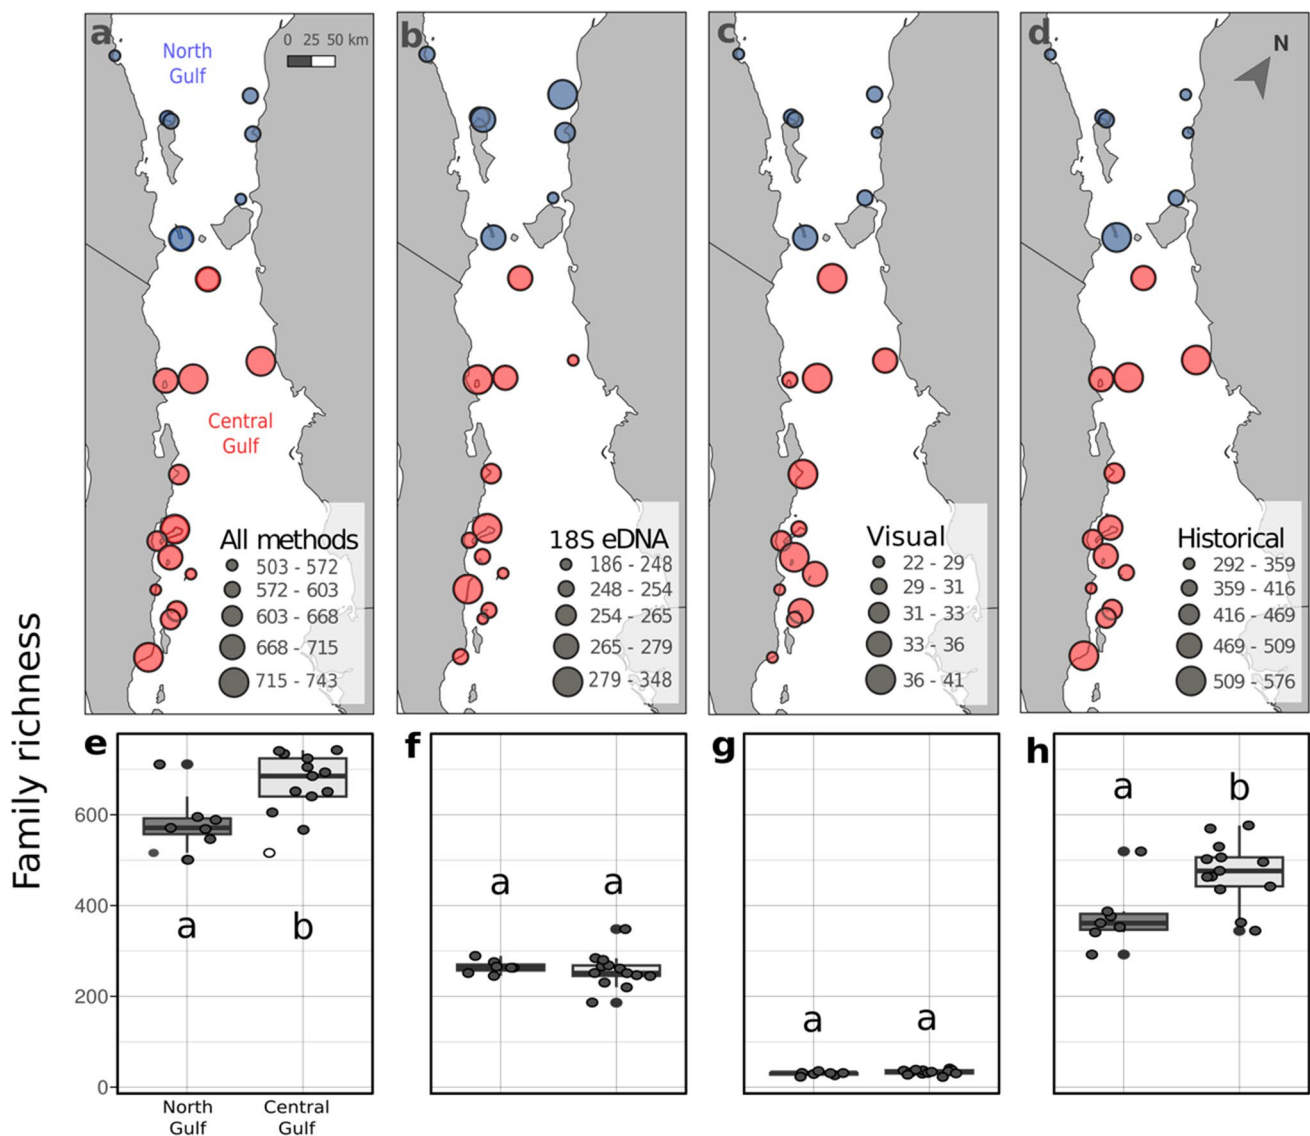 a
North
Gulf
0 25 50 km
b
c
d
N
Central
Gulf
All methods
503 - 572
572 - 603
603 - 668
668 - 715
715 - 743
18S eDNA
186 - 248
248 - 254
254 - 265
265 - 279
279 - 348
Visual
22 - 29
29 - 31
31 - 33
33 - 36
36 - 41
Historical
292 - 359
359 - 416
416 - 469
469 - 509
509 - 576
Family richness
e
f
g
h
600
400
200
0
a b
a a
a a
a b
North
Gulf
Central
Gulf